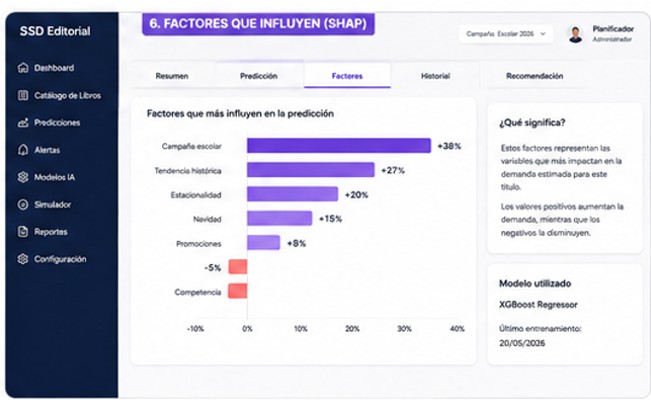 SSD Editorial
Dashboard
Catálogo de Libros
Predicciones
Alertas
Modelos IA
Simulador
Reportes
Configuración
6. FACTORES QUE INFLUYEN (SHAP)
Campaña Escolar 2026
Planificador
Administrador
Resumen
Predicción
Factores
Historial
Recomendación
Factores que más influyen en la predicción
Campaña escolar
+38%
Tendencia histórica
+27%
Estacionalidad
+20%
Navidad
+15%
Promociones
+8%
-5%
Competencia
-10%
0%
10%
20%
30%
40%
¿Qué significa?
Estos factores representan las
variables que más impactan en la
demanda estimada para este
título.
Los valores positivos aumentan la
demanda, mientras que los
negativos la disminuyen.
Modelo utilizado
XGBoost Regressor
Último entrenamiento:
20/05/2026